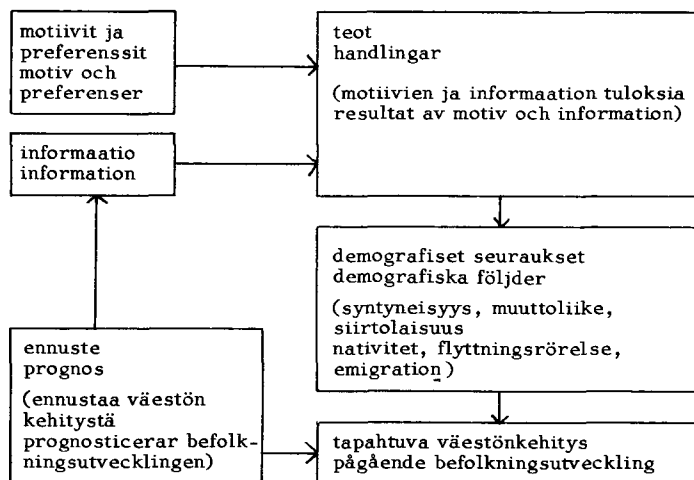 motiivit ja
preferenssit
motiv och
preferenser
teot
handlingar
(motiivien ja informaation tuloksia
resultat av motiv och information)
informaatio
information
demografiset seuraukset
demografiska följder
(syntyneisyys, muuttoliike,
siirtolaisuus
nativitet, flyttningsrörelse,
emigration)
ennuste
prognos
(ennustaa väestön
kehitystä
prognosticerar befolk-
ningsutvecklingen)
tapahtuva väestönkehitys
pågående befolkningsutveckling